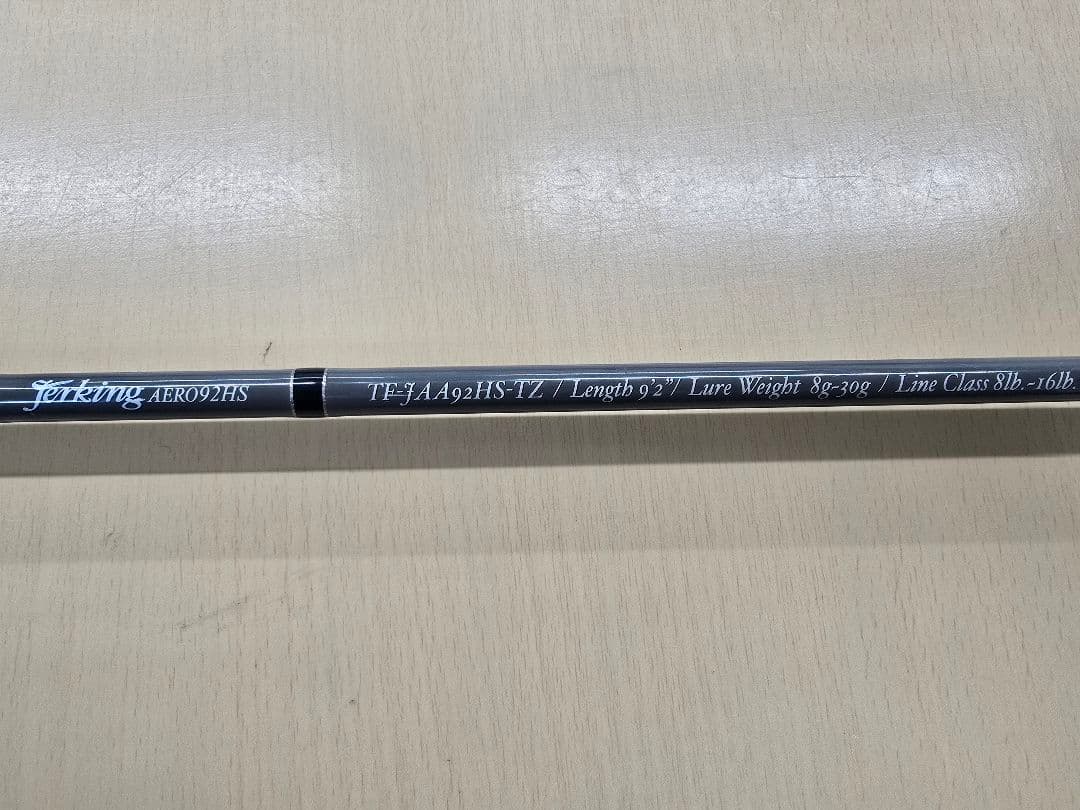 Jerking AERO92HS TF-JAA92HS-TZ / Length 9'2"/ Lure Weight 8g-30g / Line Class 8lb.-16lb.